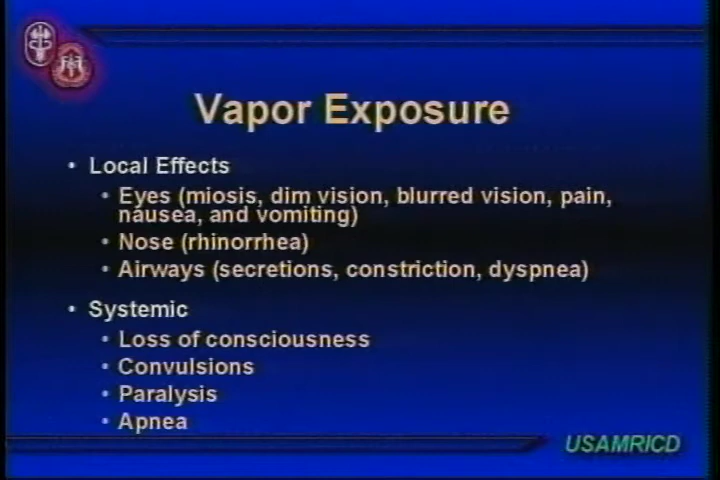 Vapor Exposure
• Local Effects
• Eyes (miosis, dim vision, blurred vision, pain,
nausea, and vomiting)
• Nose (rhinorrhea)
• Airways (secretions, constriction, dyspnea)
• Systemic
• Loss of consciousness
• Convulsions
• Paralysis
• Apnea
USAMRICD